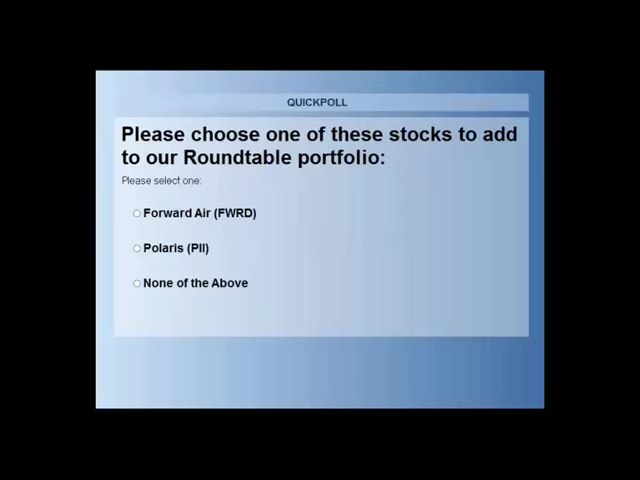 QUICKPOLL
Please choose one of these stocks to add
to our Roundtable portfolio:
Please select one:
Forward Air (FWRD)
Polaris (PII)
None of the Above